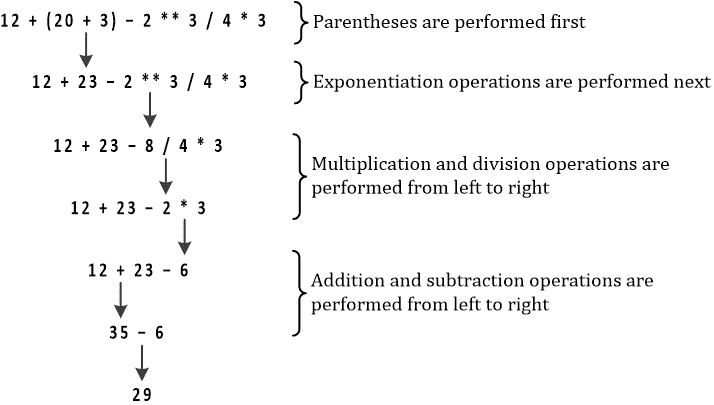 12 + (20 + 3) – 2 ** 3 / 4 * 3
Parentheses are performed first
12 + 23 – 2 ** 3 / 4 * 3
Exponentiation operations are performed next
12 + 23 – 8 / 4 * 3
Multiplication and division operations are
performed from left to right
12 + 23 – 2 * 3
12 + 23 – 6
Addition and subtraction operations are
performed from left to right
35 – 6
29